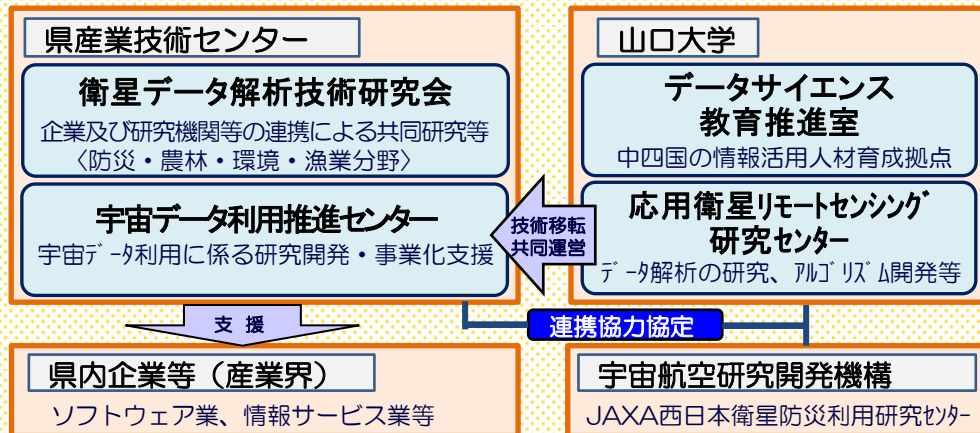 県産業技術センター
衛星データ解析技術研究会
企業及び研究機関等の連携による共同研究等
〈防災・農林・環境・漁業分野〉
宇宙データ利用推進センター
宇宙ﾃﾞｰﾀ利用に係る研究開発・事業化支援
技術移転
共同運営
山口大学
データサイエンス
教育推進室
中四国の情報活用人材育成拠点
応用衛星ﾘﾓｰﾄｾﾝｼﾝｸﾞ
研究ｾﾝﾀｰ
ﾃﾞｰﾀ解析の研究、ｱﾙｺﾞﾘｽﾞﾑ開発等
支 援
連携協力協定
県内企業等（産業界）
ソフトウェア業、情報サービス業等
宇宙航空研究開発機構
JAXA西日本衛星防災利用研究ｾﾝﾀｰ